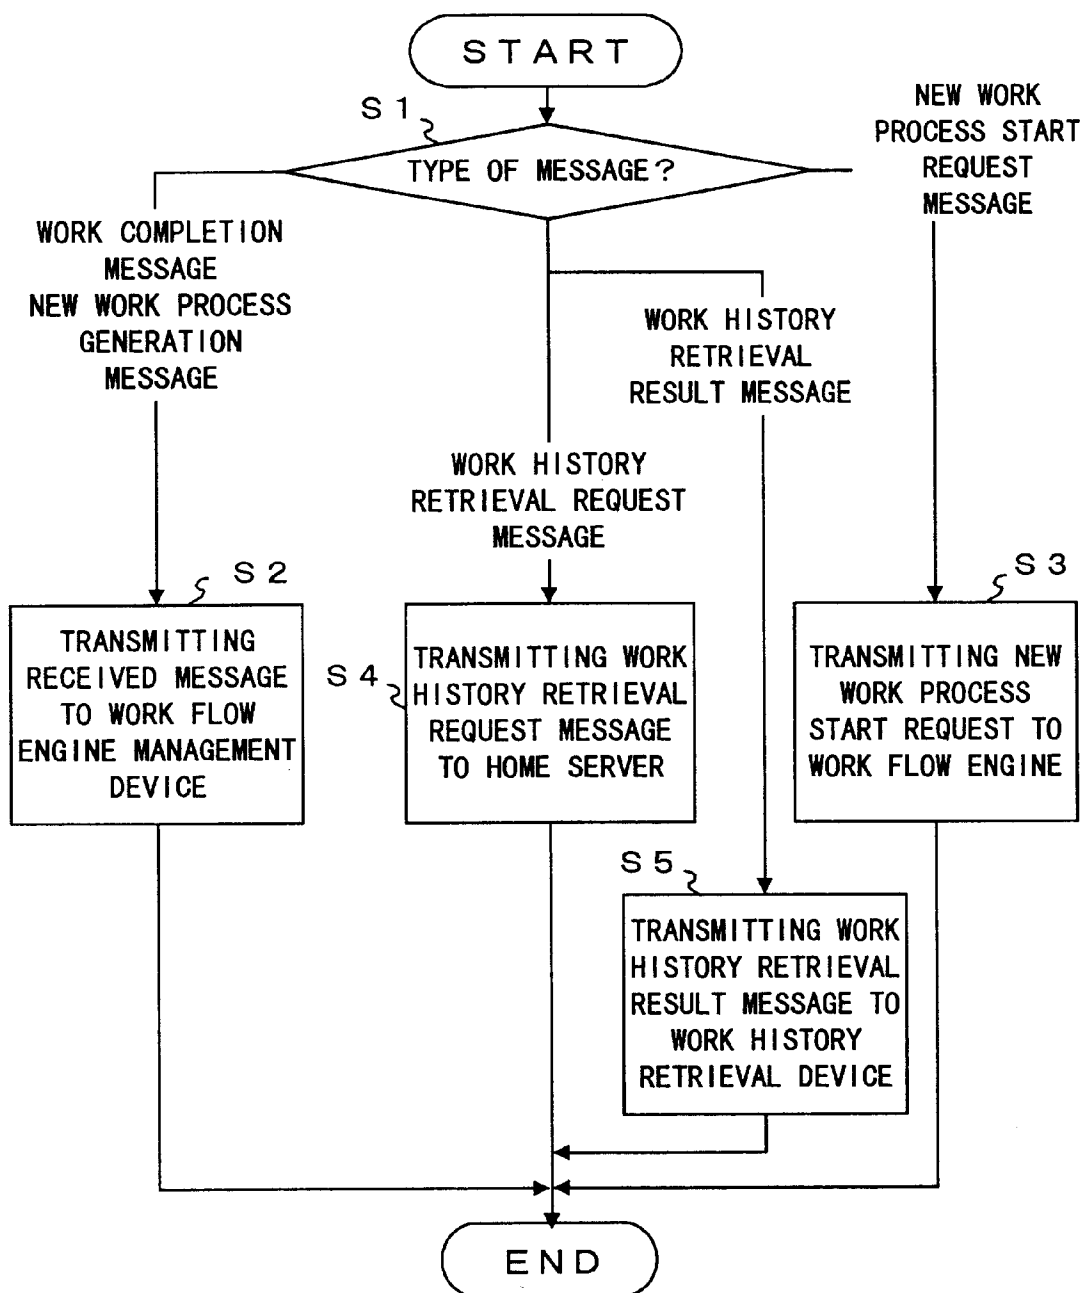 START
S1
TYPE OF MESSAGE?
NEW WORK
PROCESS START
REQUEST
MESSAGE
WORK COMPLETION
MESSAGE
NEW WORK PROCESS
GENERATION
MESSAGE
WORK HISTORY
RETRIEVAL
RESULT MESSAGE
WORK HISTORY
RETRIEVAL REQUEST
MESSAGE
S2
TRANSMITTING
RECEIVED MESSAGE
TO WORK FLOW
ENGINE MANAGEMENT
DEVICE
S4
TRANSMITTING WORK
HISTORY RETRIEVAL
REQUEST MESSAGE
TO HOME SERVER
S3
TRANSMITTING NEW
WORK PROCESS
START REQUEST TO
WORK FLOW ENGINE
S5
TRANSMITTING WORK
HISTORY RETRIEVAL
RESULT MESSAGE TO
WORK HISTORY
RETRIEVAL DEVICE
END